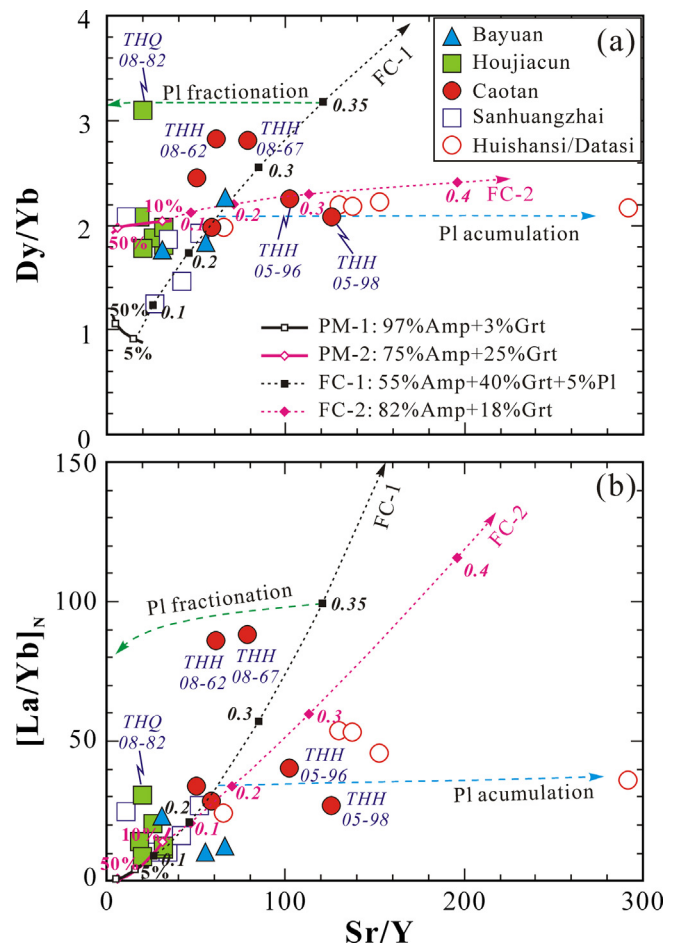 4
3
2
1
0
Dy/Yb
(a)
THQ
08-82
FC-1
Pl fractionation
0.35
THH
08-62
THH
08-67
0.3
10%
50%
0.1
0.2
0.3
0.4
FC-2
THH
05-96
THH
05-98
Pl acumulation
50%
5%
0.1
0.2
Bayuan
Houjiacun
Caotan
Sanhuangzhai
Huishansi/Datasi
PM-1: 97%Amp+3%Grt
PM-2: 75%Amp+25%Grt
FC-1: 55%Amp+40%Grt+5%Pl
FC-2: 82%Amp+18%Grt
150
100
50
0
[La/Yb]N
(b)
FC-1
FC-2
0.4
Pl fractionation
0.35
THH
08-62
THH
08-67
0.3
0.3
THQ
08-82
THH
05-96
THH
05-98
Pl acumulation
0.2
0.2
10%
0.1
50%
5%
0.1
0
100
200
300
Sr/Y